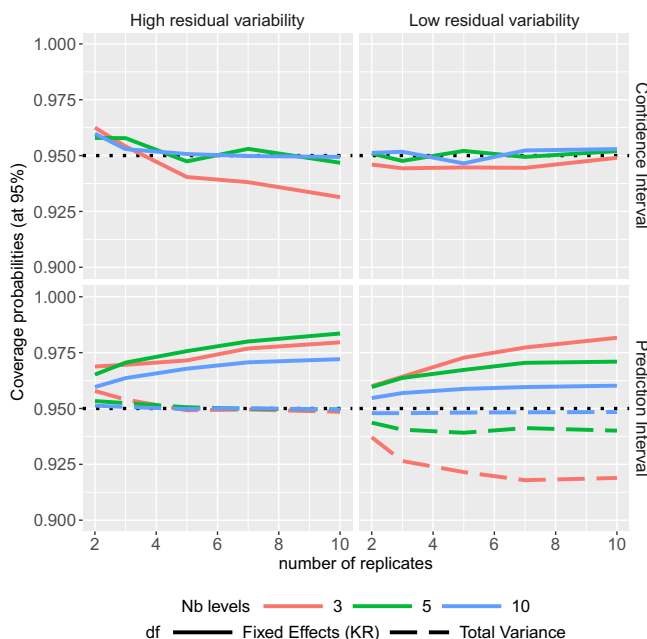 High residual variability
Low residual variability
Coverage probabilities (at 95%)
1.000
0.975
0.950
0.925
0.900
Confidence Interval
1.000
0.975
0.950
0.925
0.900
Prediction Interval
2 4 6 8 10
2 4 6 8 10
number of replicates
Nb levels 3 5 10
df Fixed Effects (KR) Total Variance